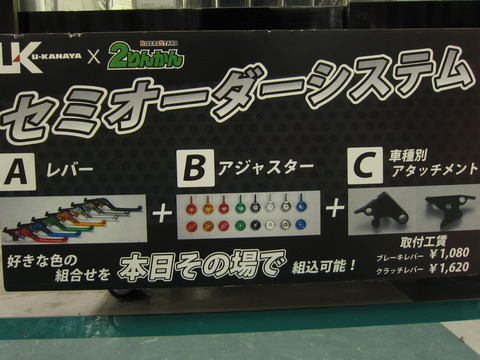 UK U-KANAYA X RIDERS STAND 2りんかん
セミオーダーシステム
A レバー
B アジャスター
C 車種別
アタッチメント
+
+
好きな色の
組合せを 本日その場で 組込可能!
取付工賃
ブレーキレバー ¥1,080
クラッチレバー ¥1,620